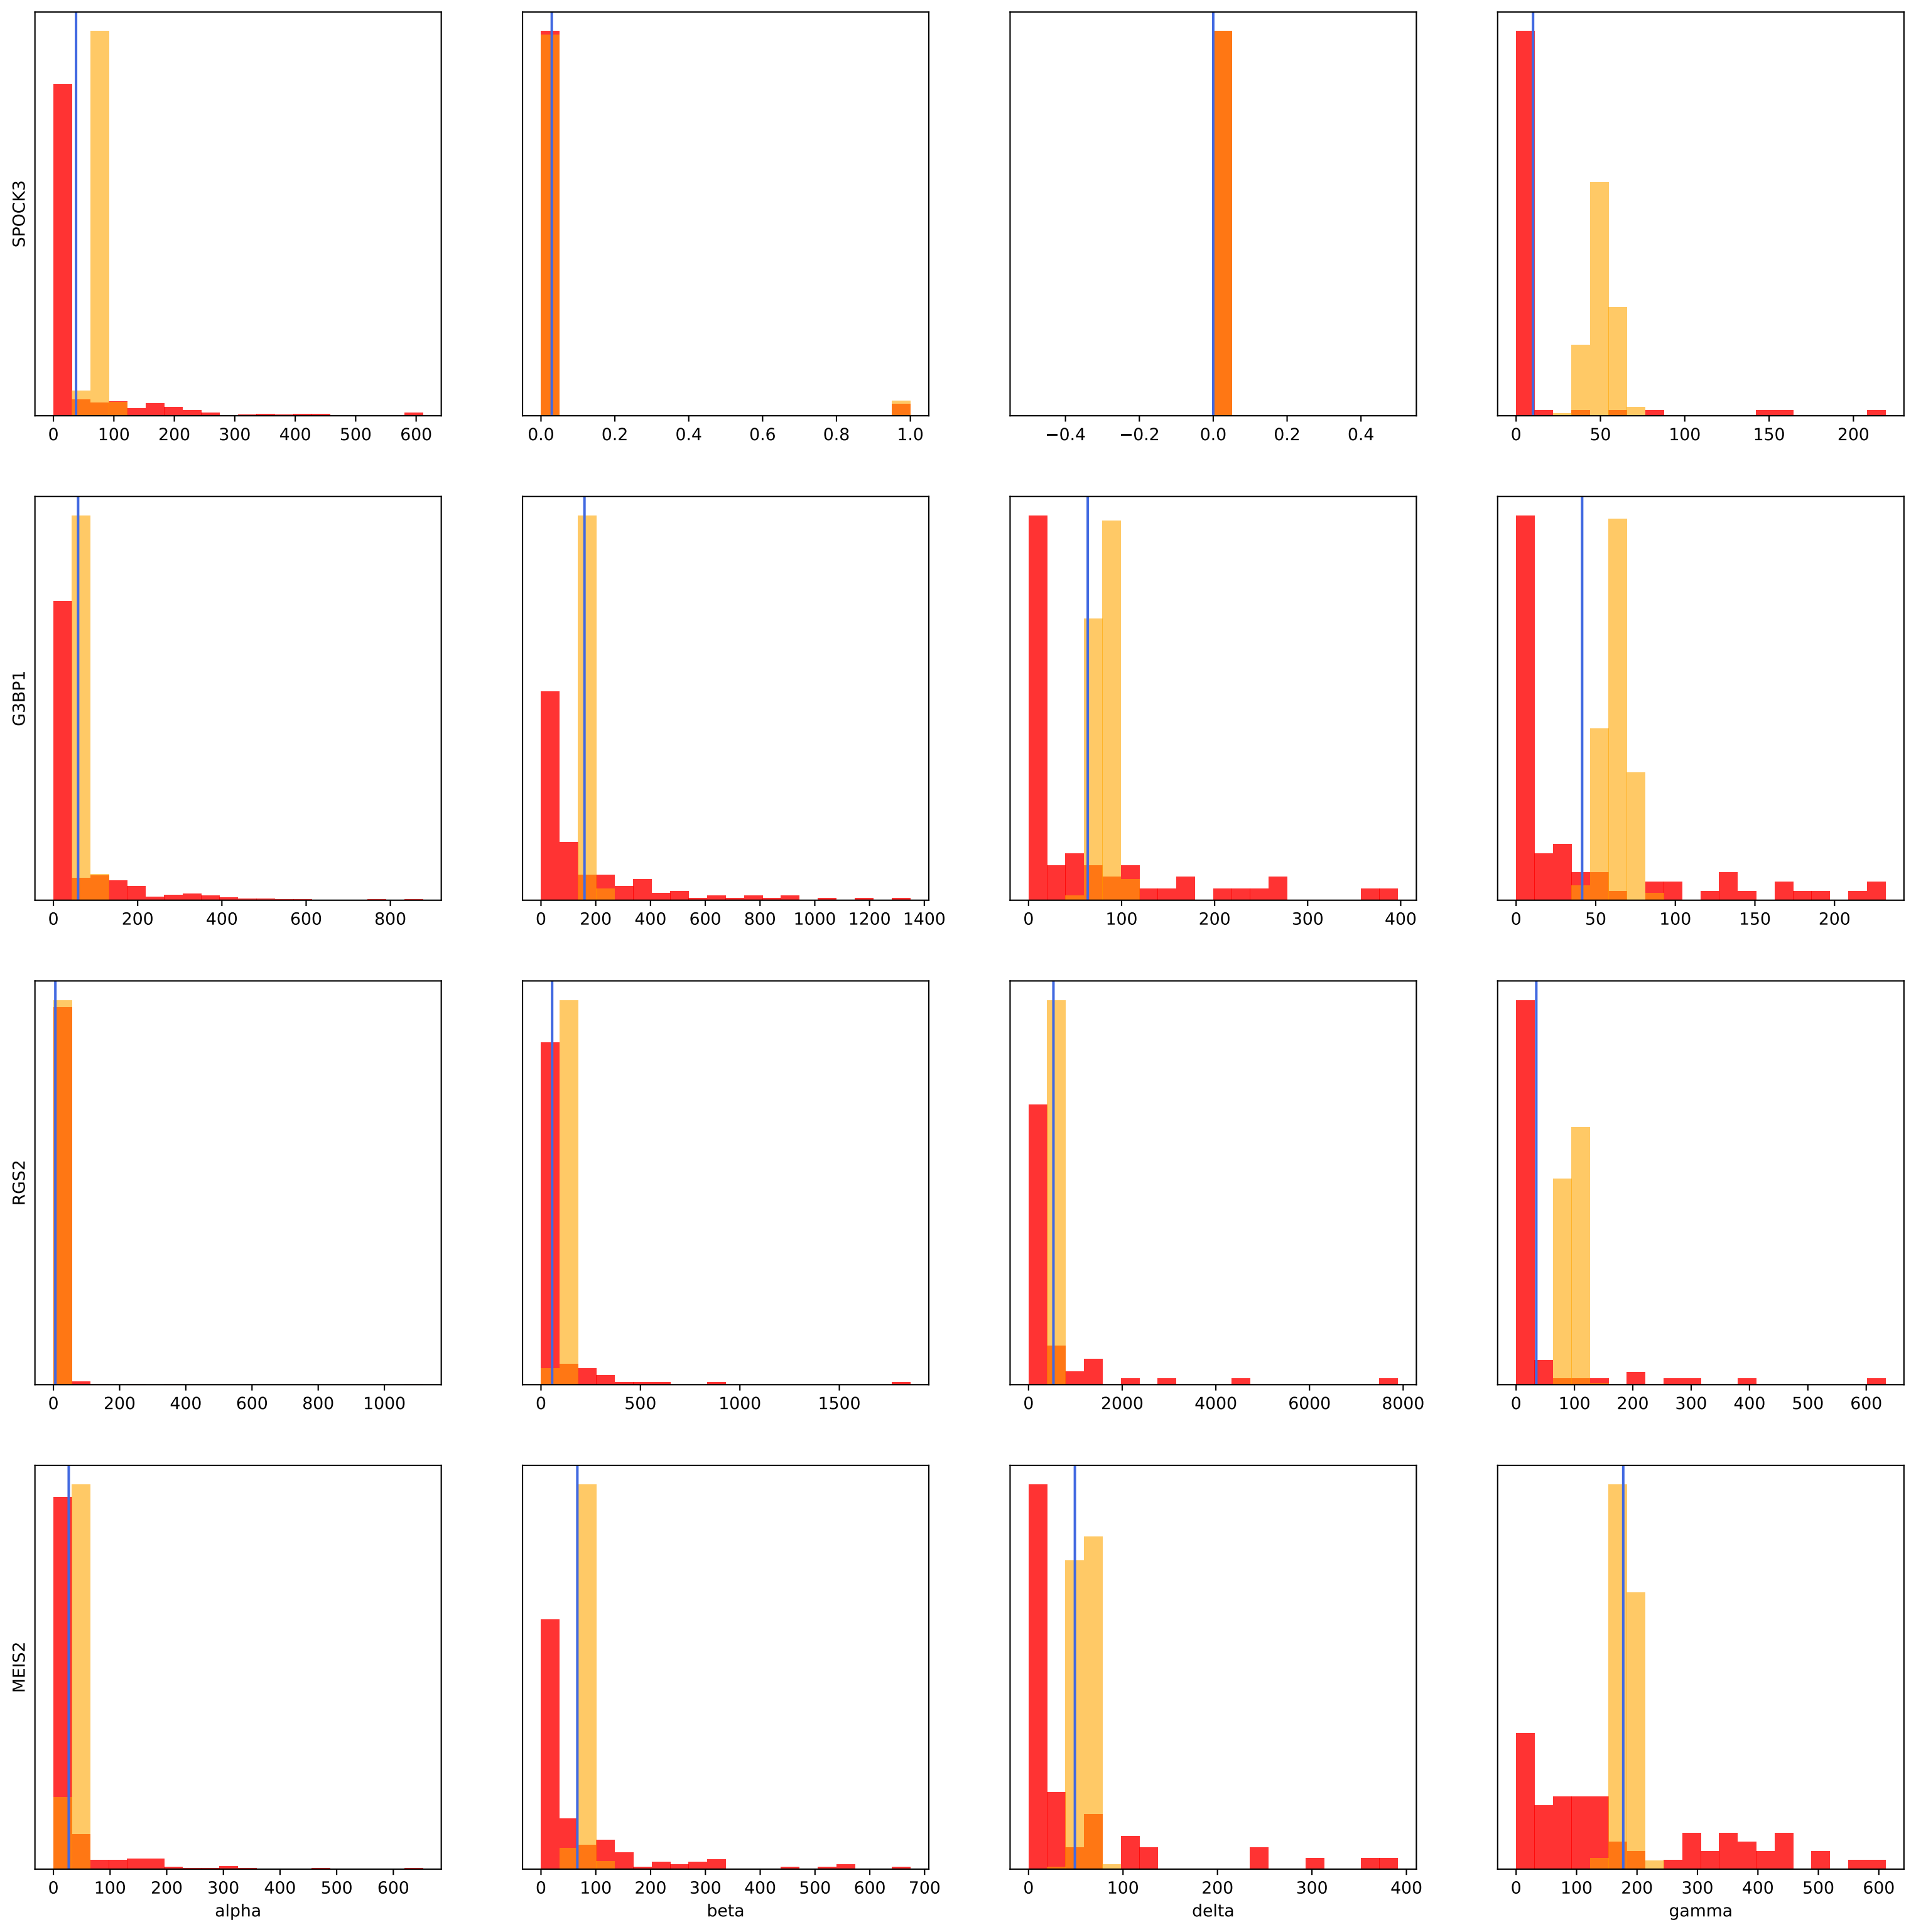 SPOCK3
0 100 200 300 400 500 600
0.0 0.2 0.4 0.6 0.8 1.0
−0.4 −0.2 0.0 0.2 0.4
0 50 100 150 200
G3BP1
0 200 400 600 800
0 200 400 600 800 1000 1200 1400
0 100 200 300 400
0 50 100 150 200
RGS2
0 200 400 600 800 1000
0 500 1000 1500
0 2000 4000 6000 8000
0 100 200 300 400 500 600
MEIS2
0 100 200 300 400 500 600
0 100 200 300 400 500 600 700
0 100 200 300 400
0 100 200 300 400 500 600
alpha
beta
delta
gamma